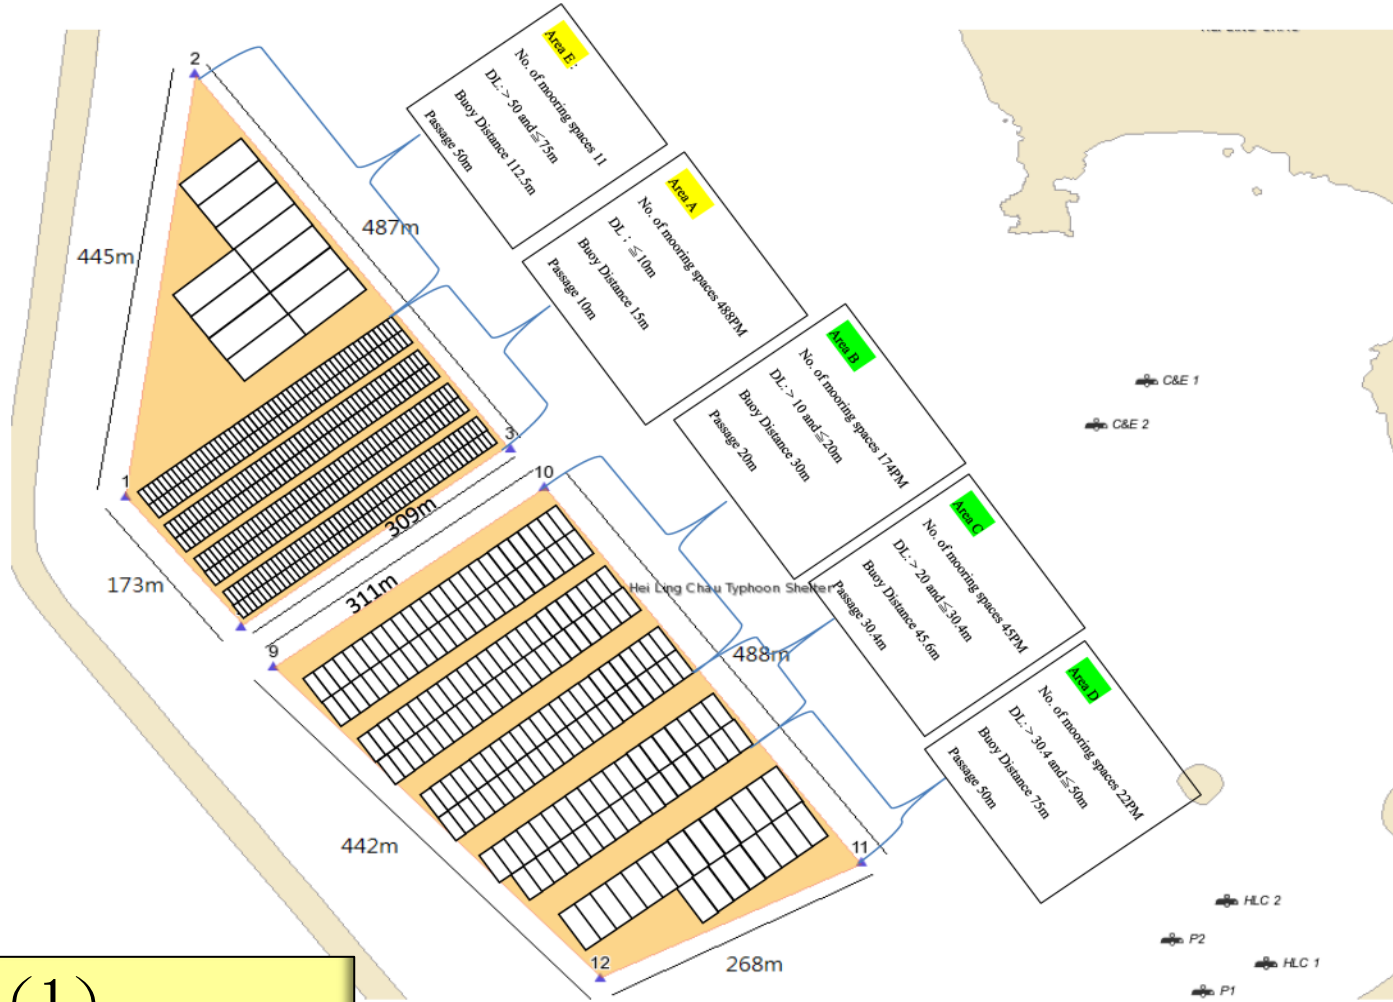 2
445m
487m
1
3
173m
309m
311m
10
9
488m
442m
11
12
268m
Area E :
No. of mooring spaces 11
DL: > 50 and ≦75m
Buoy Distance 112.5m
Passage 50m
Area A
No. of mooring spaces 488PM
DL : ≦10m
Buoy Distance 15m
Passage 10m
Area B
No. of mooring spaces 174PM
DL: > 10 and ≦20m
Buoy Distance 30m
Passage 20m
Area C
No. of mooring spaces 45PM
DL: > 20 and ≦30.4m
Buoy Distance 45.6m
Passage 30.4m
Area D
No. of mooring spaces 22PM
DL: > 30.4 and ≦50m
Buoy Distance 75m
Passage 50m
Hei Ling Chau Typhoon Shelter
C&E 1
C&E 2
HLC 2
P2
HLC 1
P1
(1)